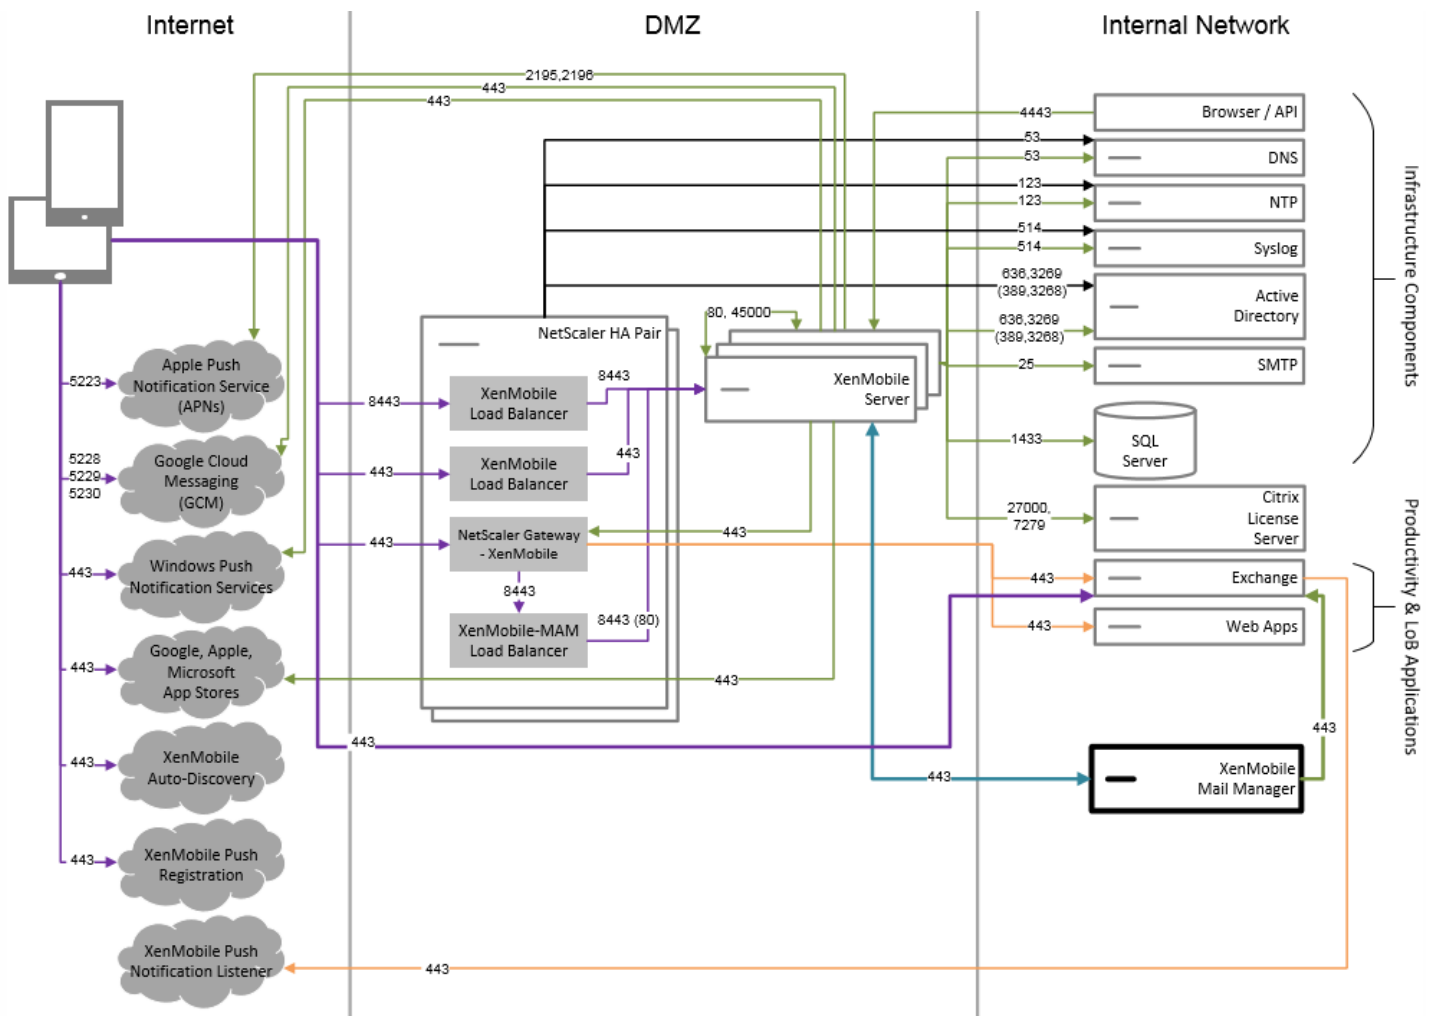 Internet
DMZ
Internal Network
2195,2196
443
443
4443
Browser / API
53
53
DNS
123
123
NTP
514
514
Syslog
636,3269
(389,3268)
636,3269
(389,3268)
Active
Directory
25
SMTP
1433
SQL
Server
27000,
7279
Citrix
License
Server
Infrastructure Components
443
Exchange
443
Web Apps
Productivity & LoB Applications
443
XenMobile
Mail Manager
443
80, 45000
XenMobile
Server
NetScaler HA Pair
8443
XenMobile
Load Balancer
8443
443
XenMobile
Load Balancer
443
443
NetScaler Gateway
- XenMobile
443
8443
XenMobile-MAM
Load Balancer
8443 (80)
443
443
5223
Apple Push
Notification Service
(APNs)
5228
5229
5230
Google Cloud
Messaging
(GCM)
443
Windows Push
Notification Services
443
Google, Apple,
Microsoft
App Stores
443
XenMobile
Auto-Discovery
443
XenMobile Push
Registration
XenMobile Push
Notification Listener
443